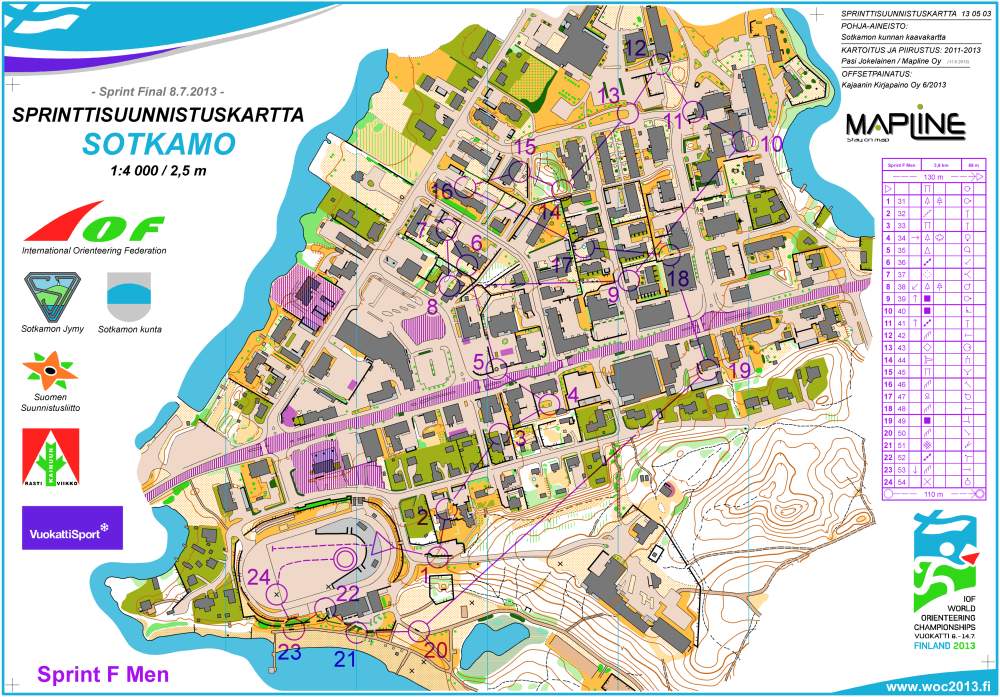 - Sprint Final 8.7.2013 -
SPRINTTISUUNNISTUSKARTTA
SOTKAMO
1:4 000 / 2,5 m
IOF
International Orienteering Federation
Sotkamon Jymy
Sotkamon kunta
Suomen
Suunnistusliitto
KAINUUN
RASTI VIIKKO
VuokattiSport
Sprint F Men
SPRINTTISUUNNISTUSKARTTA 13 05 03
POHJA-AINEISTO:
Sotkamon kunnan kaavakartta
KARTOITUS JA PIIRUSTUS: 2011-2013
Pasi Jokelainen / Mapline Oy
OFFSETPAINATUS:
Kajaanin Kirjapaino Oy 6/2013
MAPLINE
Stay on map
Sprint F Men
130 m
1 31
2 32
3 33
4 34
5 35
6 36
7 37
8 38
9 39
10 40
11 41
12 42
13 43
14 44
15 45
16 46
17 47
18 48
19 49
20 50
21 51
22 52
23 53
24 54
110 m
12
13
11
10
15
16
14
7
6
17
18
8
9
5
19
4
3
2
1
24
22
23
21
20
IOF
WORLD
ORIENTEERING
CHAMPIONSHIPS
VUOKATTI 6.-14.7.
FINLAND 2013
www.woc2013.fi